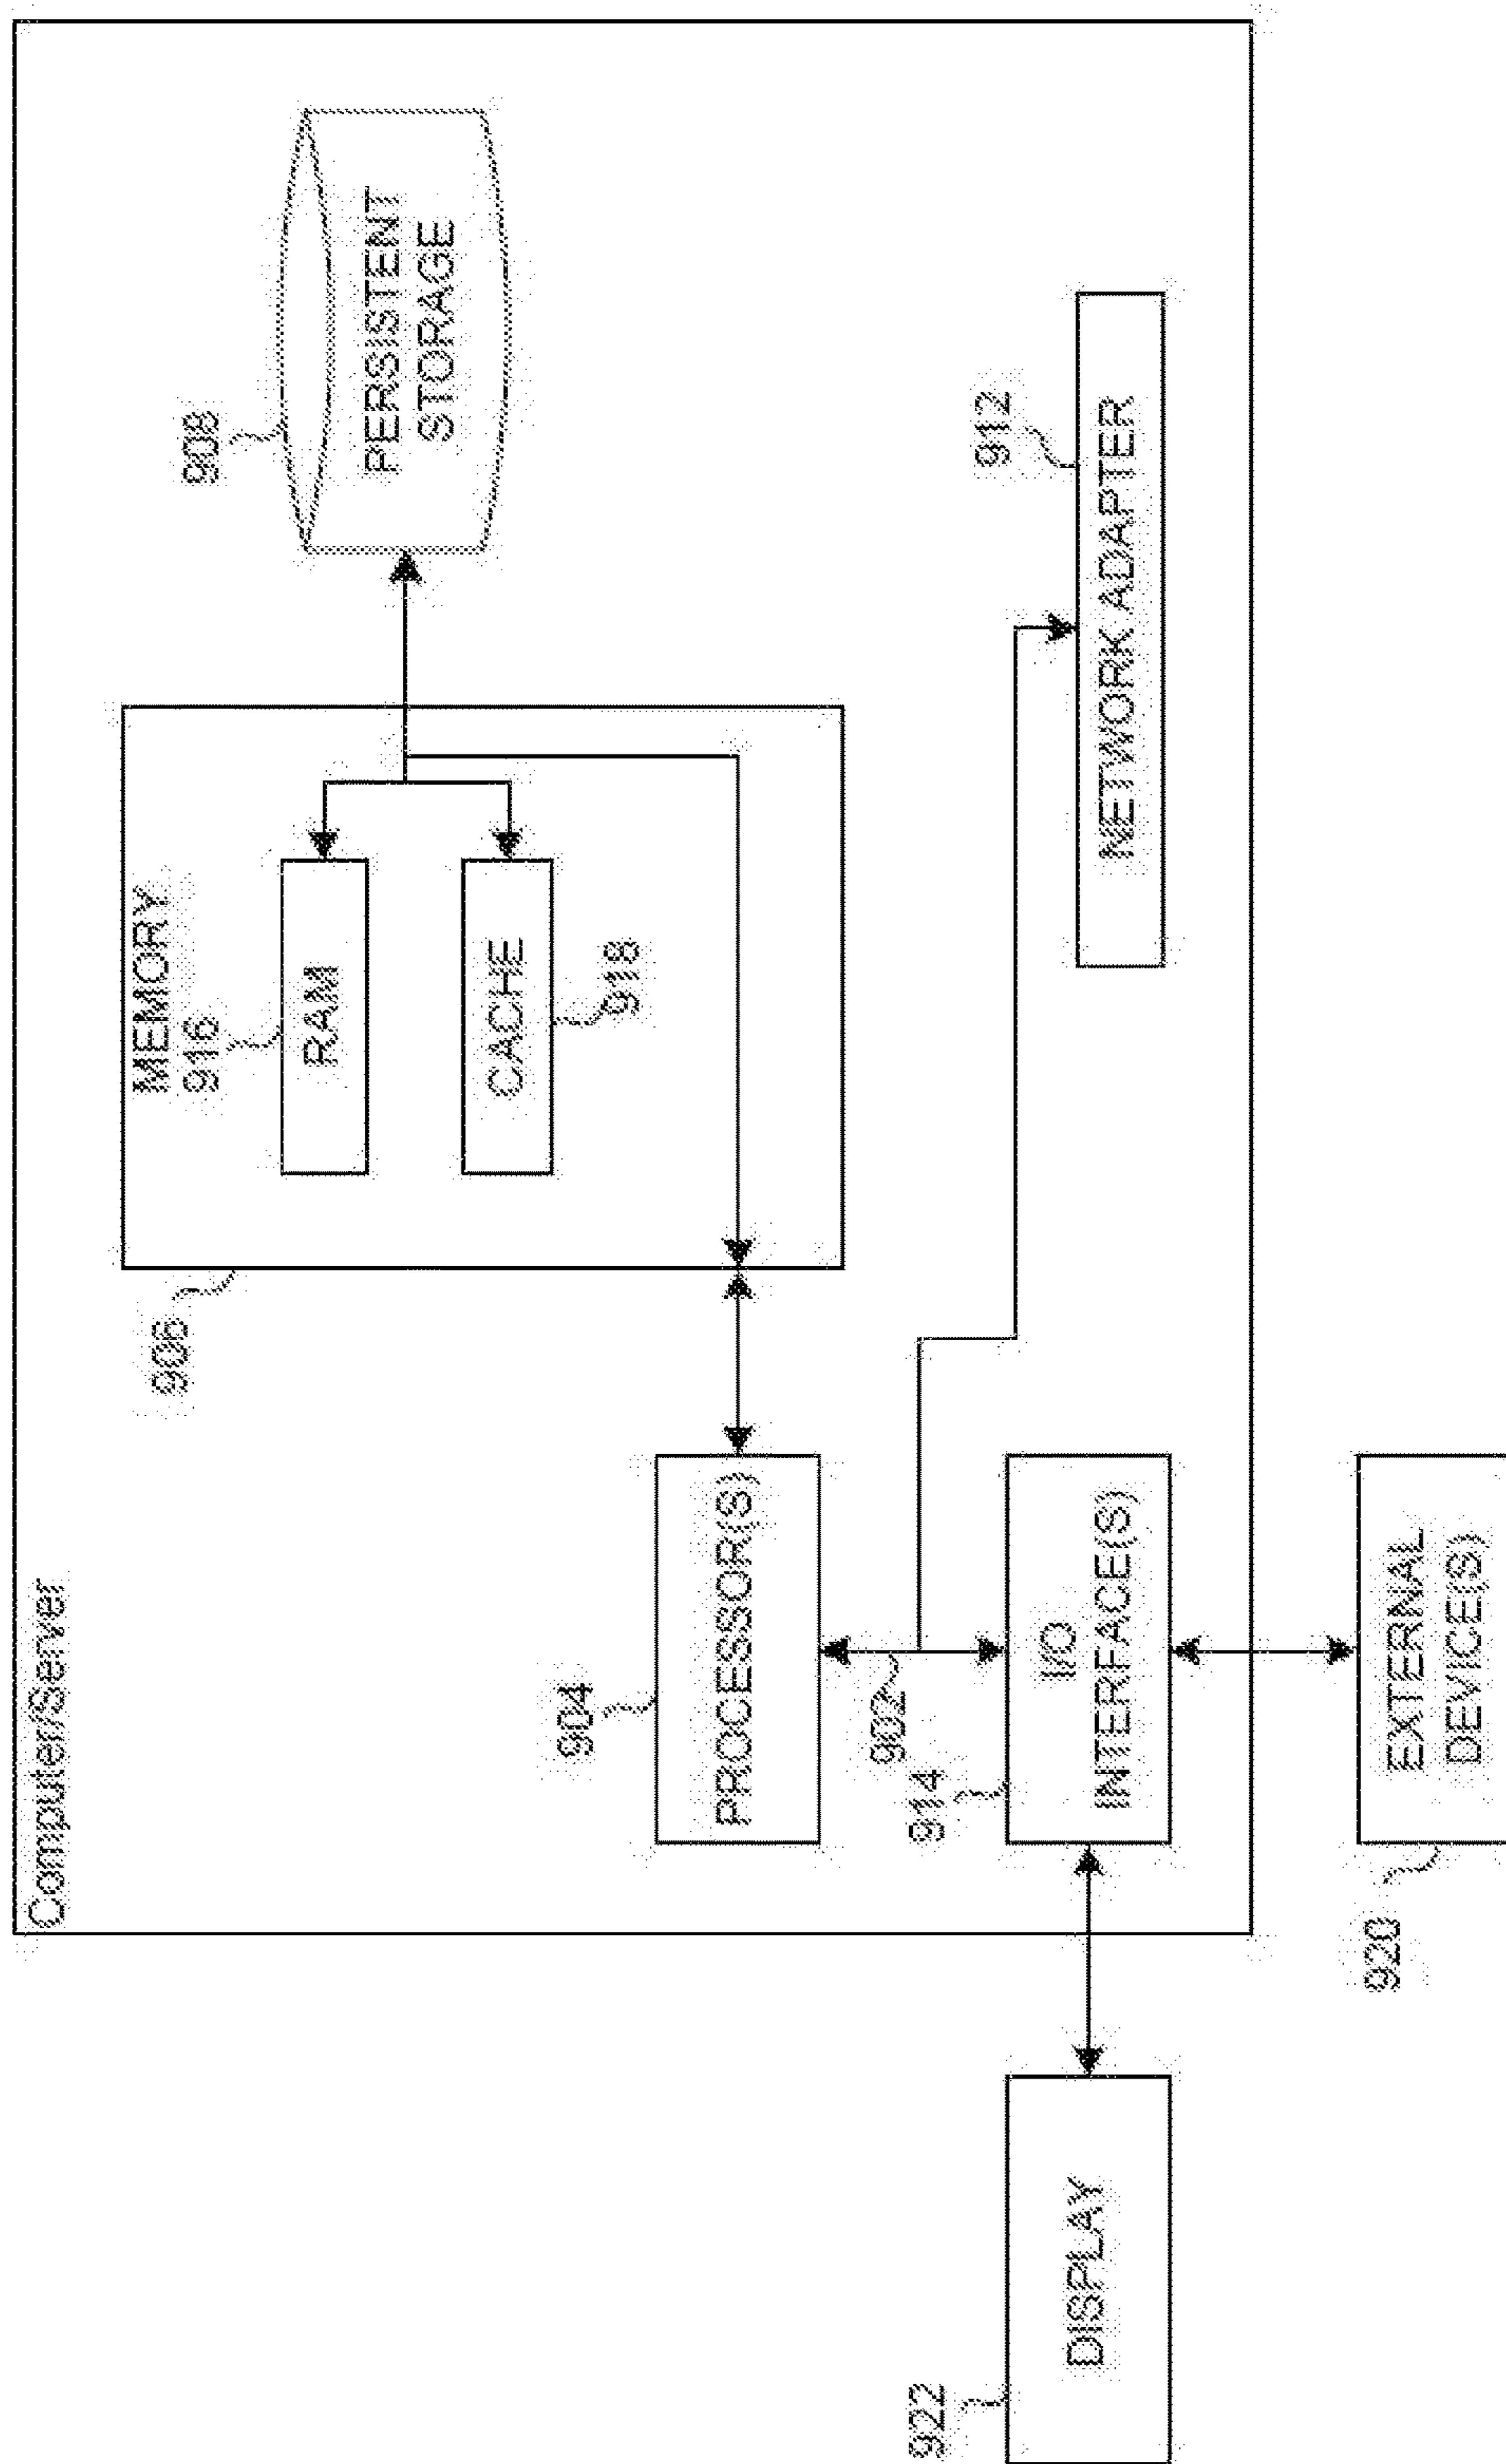 Computer/Server
MEMORY
916
RAM
CACHE
918
906
908
PERSISTENT
STORAGE
904
PROCESSOR(S)
902
914
I/O
INTERFACE(S)
912
NETWORK ADAPTER
922
DISPLAY
920
EXTERNAL
DEVICE(S)